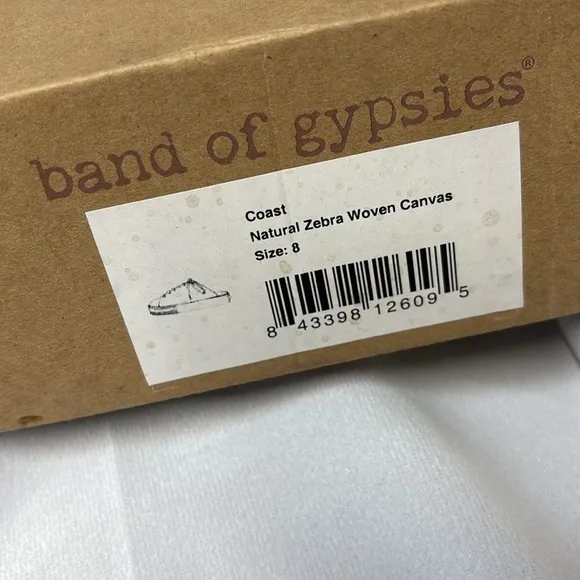 band of gypsies®
Coast
Natural Zebra Woven Canvas
Size: 8
8 43398 12609 5